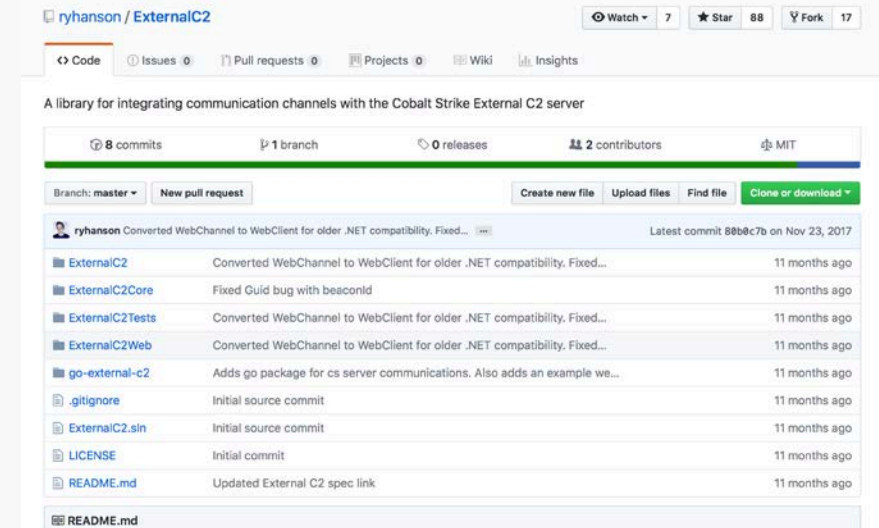 ryhanson / ExternalC2 Watch 7 Star 88 Fork 17
Code Issues 0 Pull requests 0 Projects 0 Wiki Insights
A library for integrating communication channels with the Cobalt Strike External C2 server
8 commits 1 branch 0 releases 2 contributors MIT
Branch: master New pull request Create new file Upload files Find file Clone or download
ryhanson Converted WebChannel to WebClient for older .NET compatibility. Fixed... ... Latest commit 80b0c7b on Nov 23, 2017
ExternalC2 Converted WebChannel to WebClient for older .NET compatibility. Fixed... 11 months ago
ExternalC2Core Fixed Guid bug with beaconId 11 months ago
ExternalC2Tests Converted WebChannel to WebClient for older .NET compatibility. Fixed... 11 months ago
ExternalC2Web Converted WebChannel to WebClient for older .NET compatibility. Fixed... 11 months ago
go-external-c2 Adds go package for cs server communications. Also adds an example we... 11 months ago
.gitignore Initial source commit 11 months ago
ExternalC2.sln Initial source commit 11 months ago
LICENSE Initial commit 11 months ago
README.md Updated External C2 spec link 11 months ago
README.md